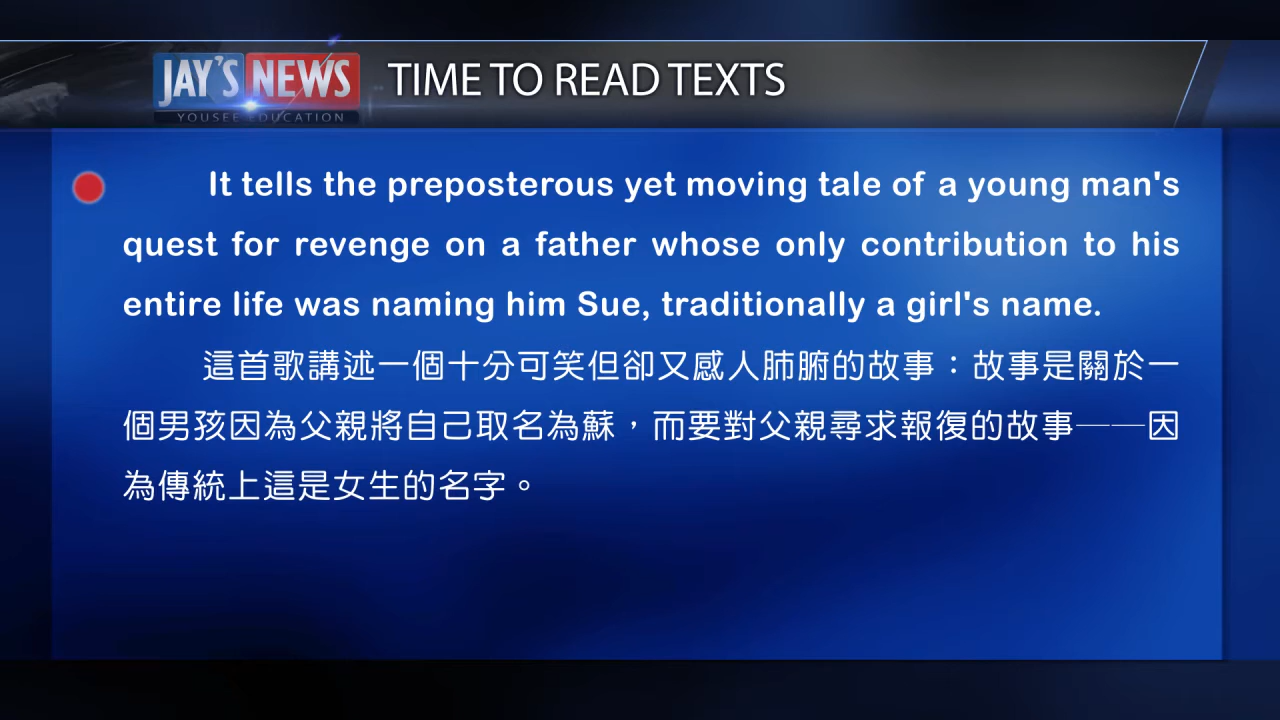 JAY'S NEWS
YOUSEE EDUCATION
TIME TO READ TEXTS
It tells the preposterous yet moving tale of a young man's
quest for revenge on a father whose only contribution to his
entire life was naming him Sue, traditionally a girl's name.
這首歌講述一個十分可笑但卻又感人肺腑的故事：故事是關於一
個男孩因為父親將自己取名為蘇，而要對父親尋求報復的故事——因
為傳統上這是女生的名字。